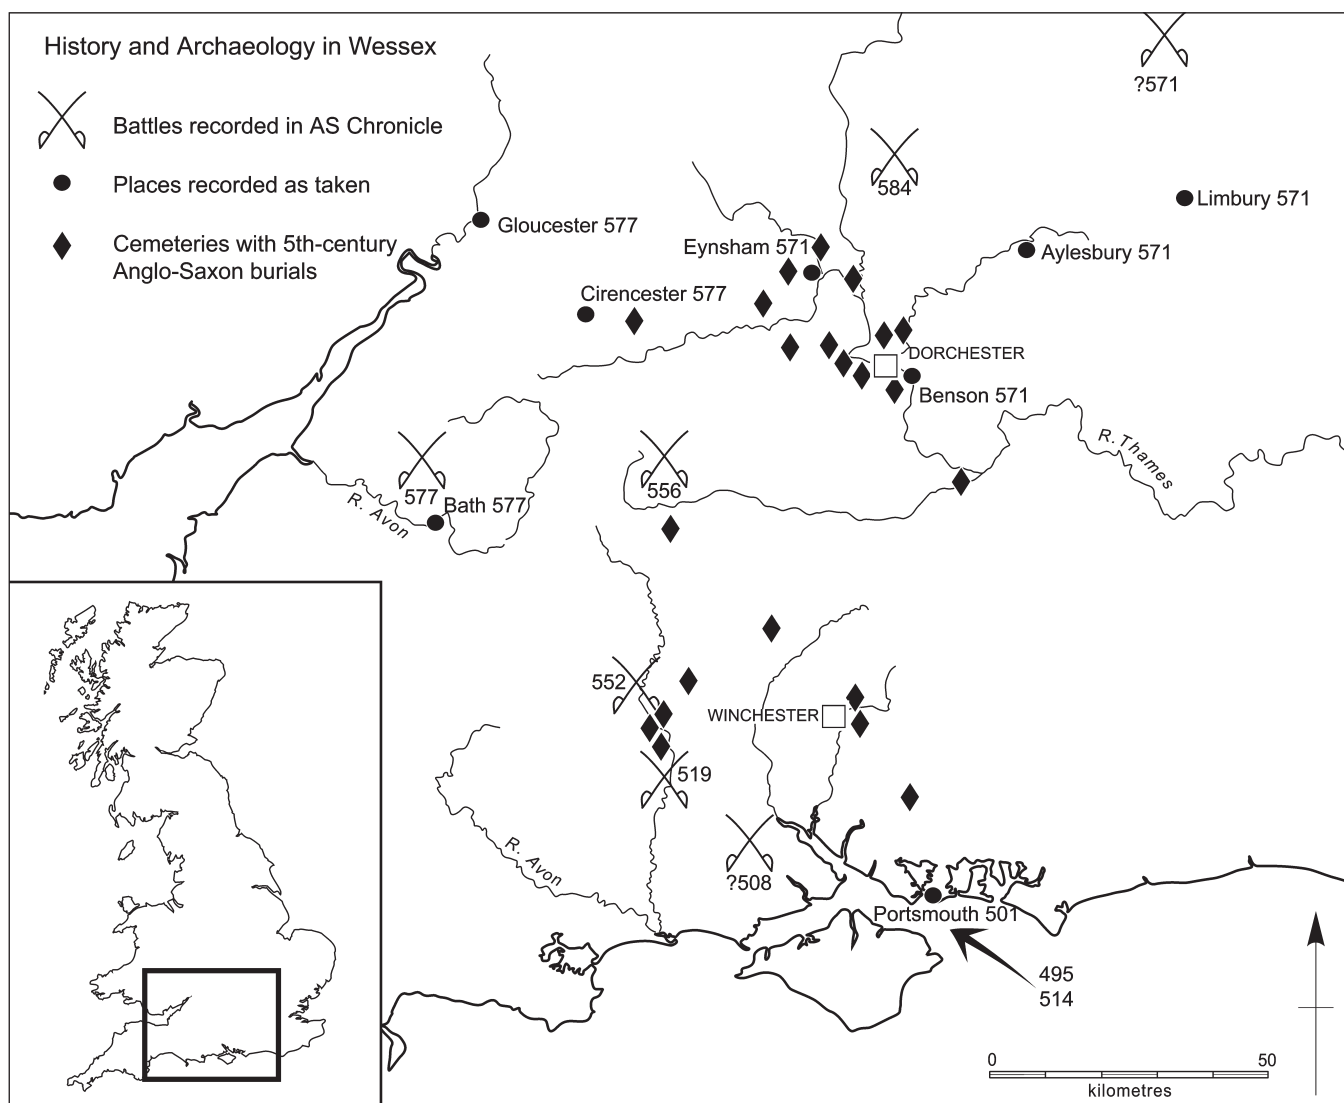 History and Archaeology in Wessex
Battles recorded in AS Chronicle
Places recorded as taken
Cemeteries with 5th-century
Anglo-Saxon burials
?571
584
Limbury 571
Gloucester 577
Eynsham 571
Aylesbury 571
Cirencester 577
DORCHESTER
Benson 571
R. Thames
577
Bath 577
556
R. Avon
552
WINCHESTER
519
R. Avon
?508
Portsmouth 501
495
514
0
50
kilometres